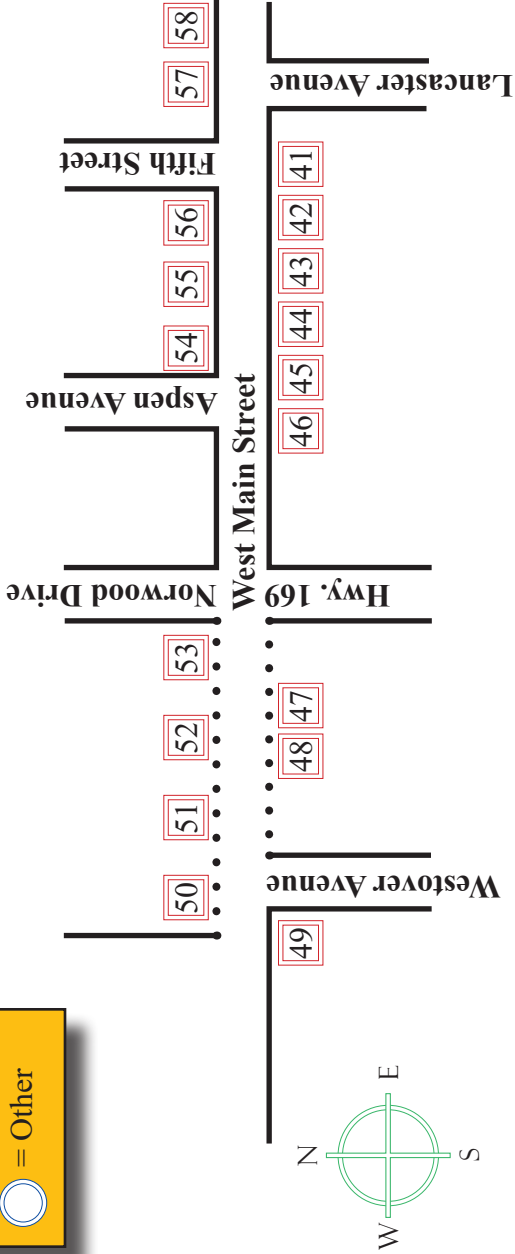 = Other
Norwood Drive
Aspen Avenue
Fifth Street
50 51 52 53 54 55 56 57 58
West Main Street
49 48 47 46 45 44 43 42 41
Westover Avenue
Hwy. 169
Lancaster Avenue
N
W E
S